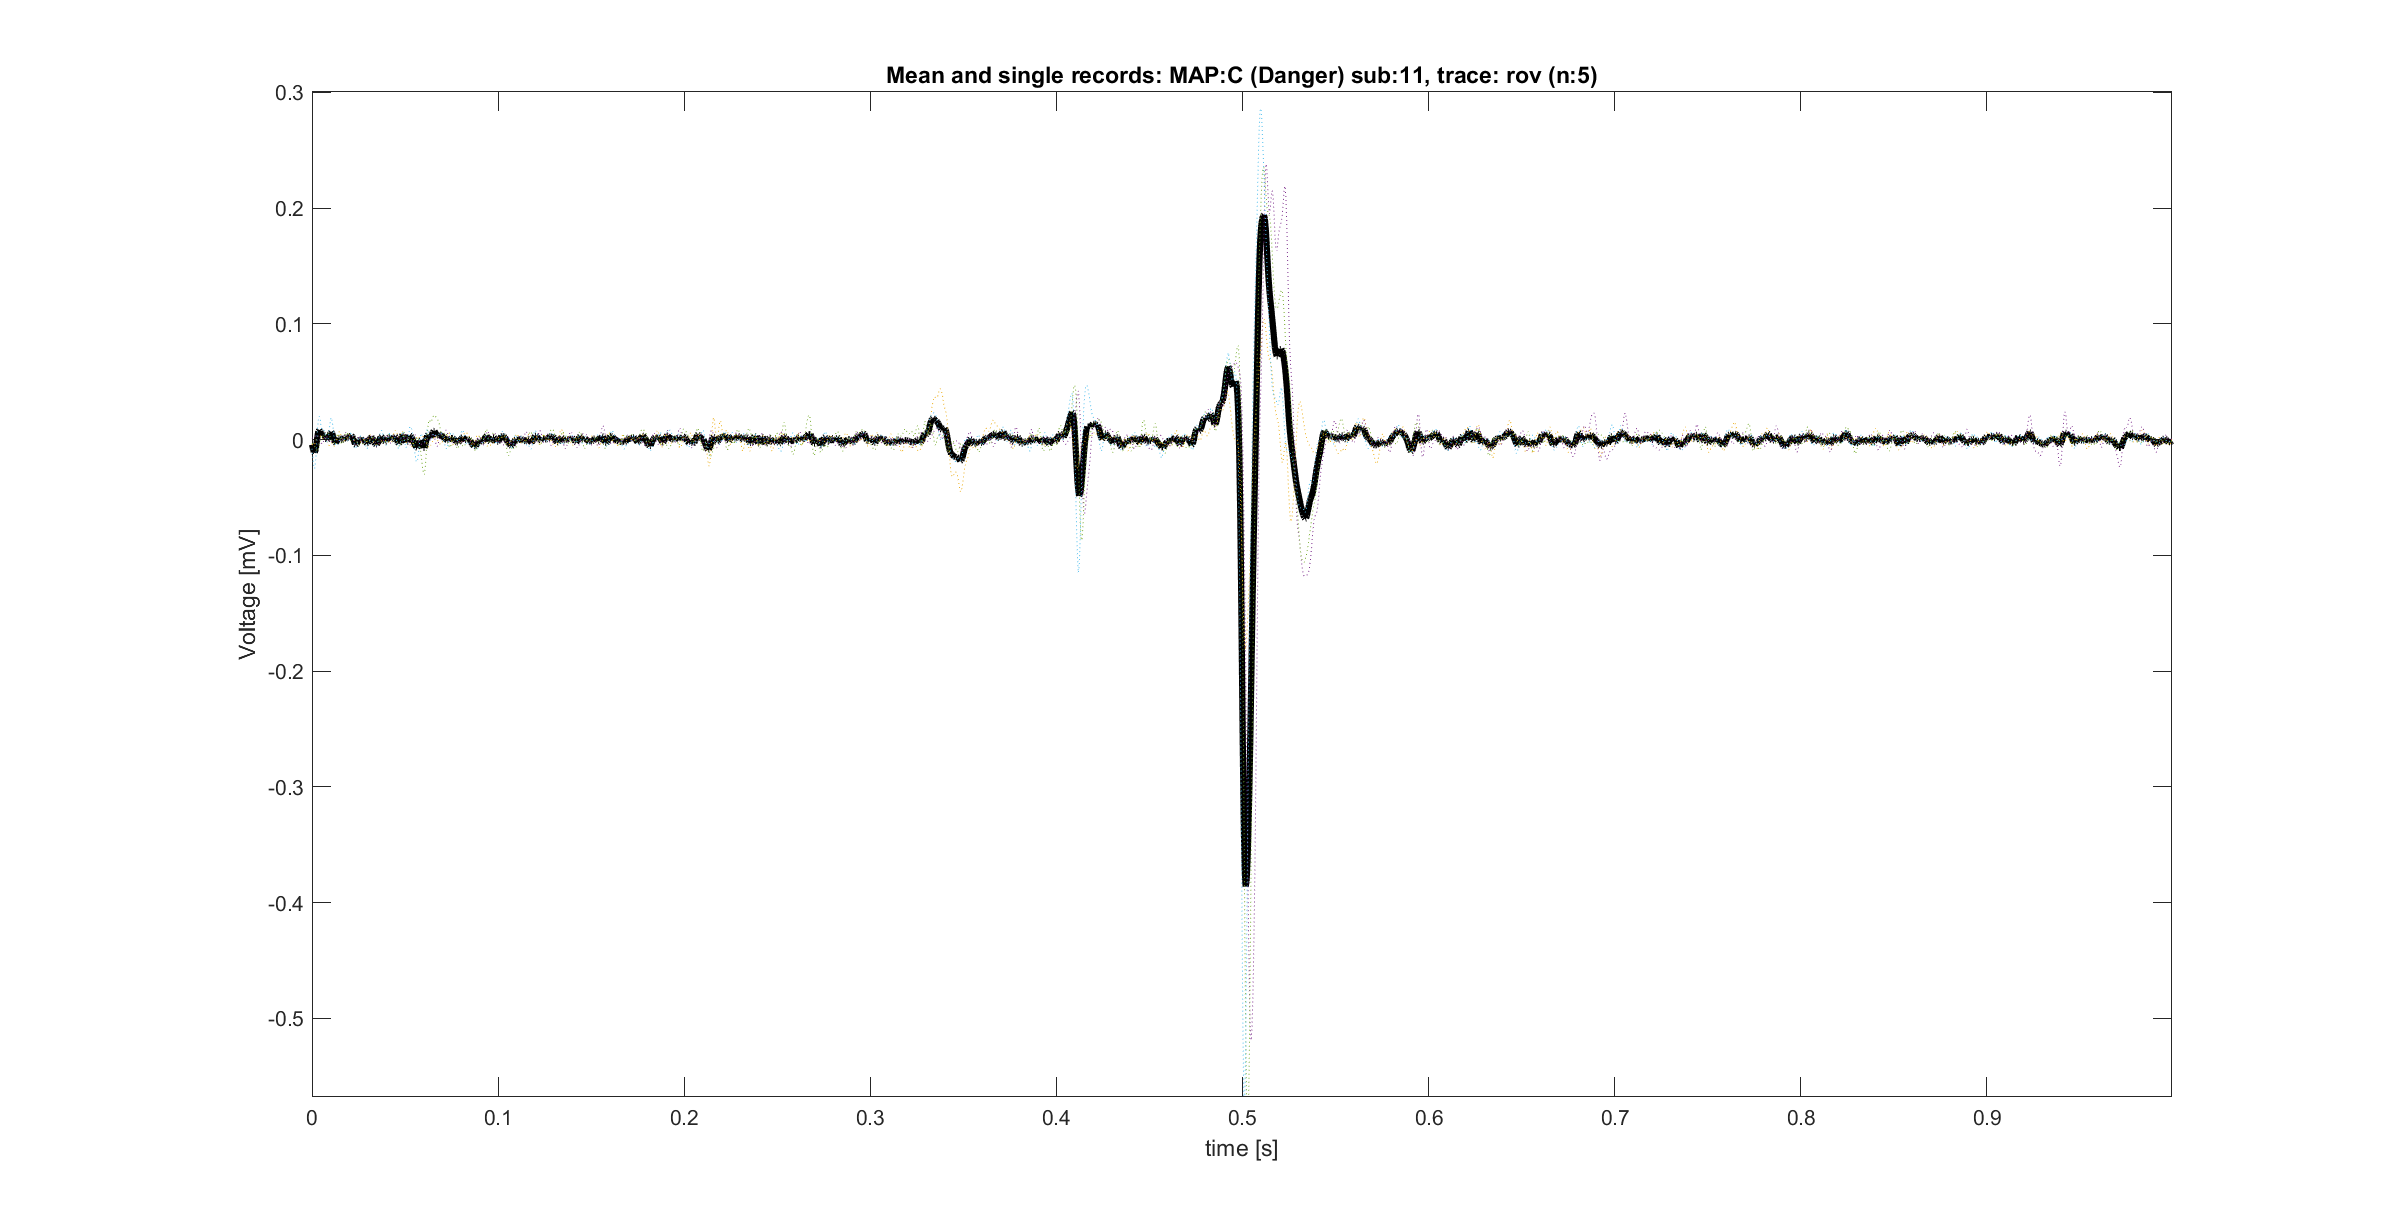 Mean and single records: MAP:C (Danger) sub:11, trace: rov (n:5)
0.3
0.2
0.1
0
-0.1
-0.2
-0.3
-0.4
-0.5
Voltage [mV]
0 0.1 0.2 0.3 0.4 0.5 0.6 0.7 0.8 0.9
time [s]